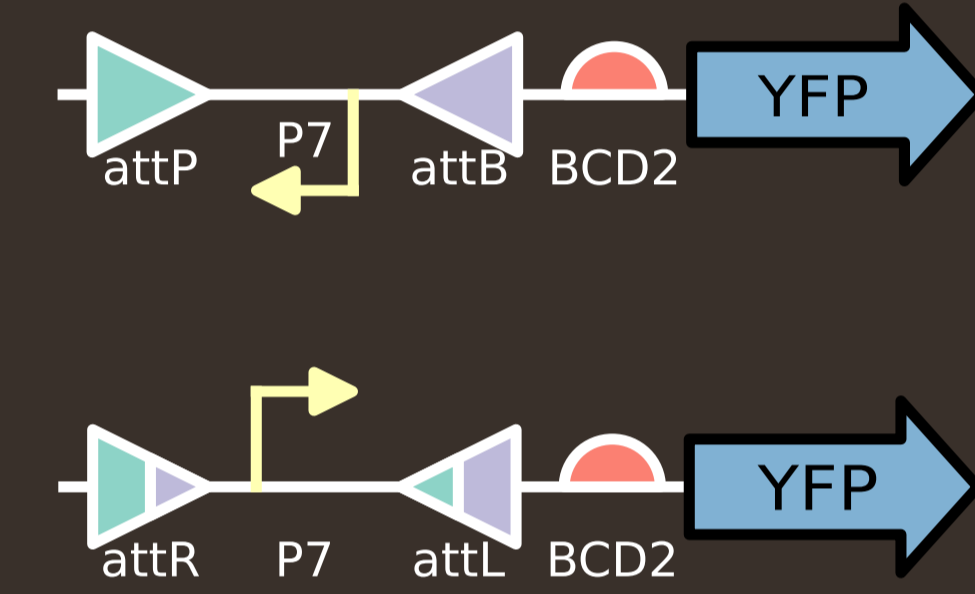 YFP
P7
attP
attB
BCD2
YFP
attR
P7
attL
BCD2